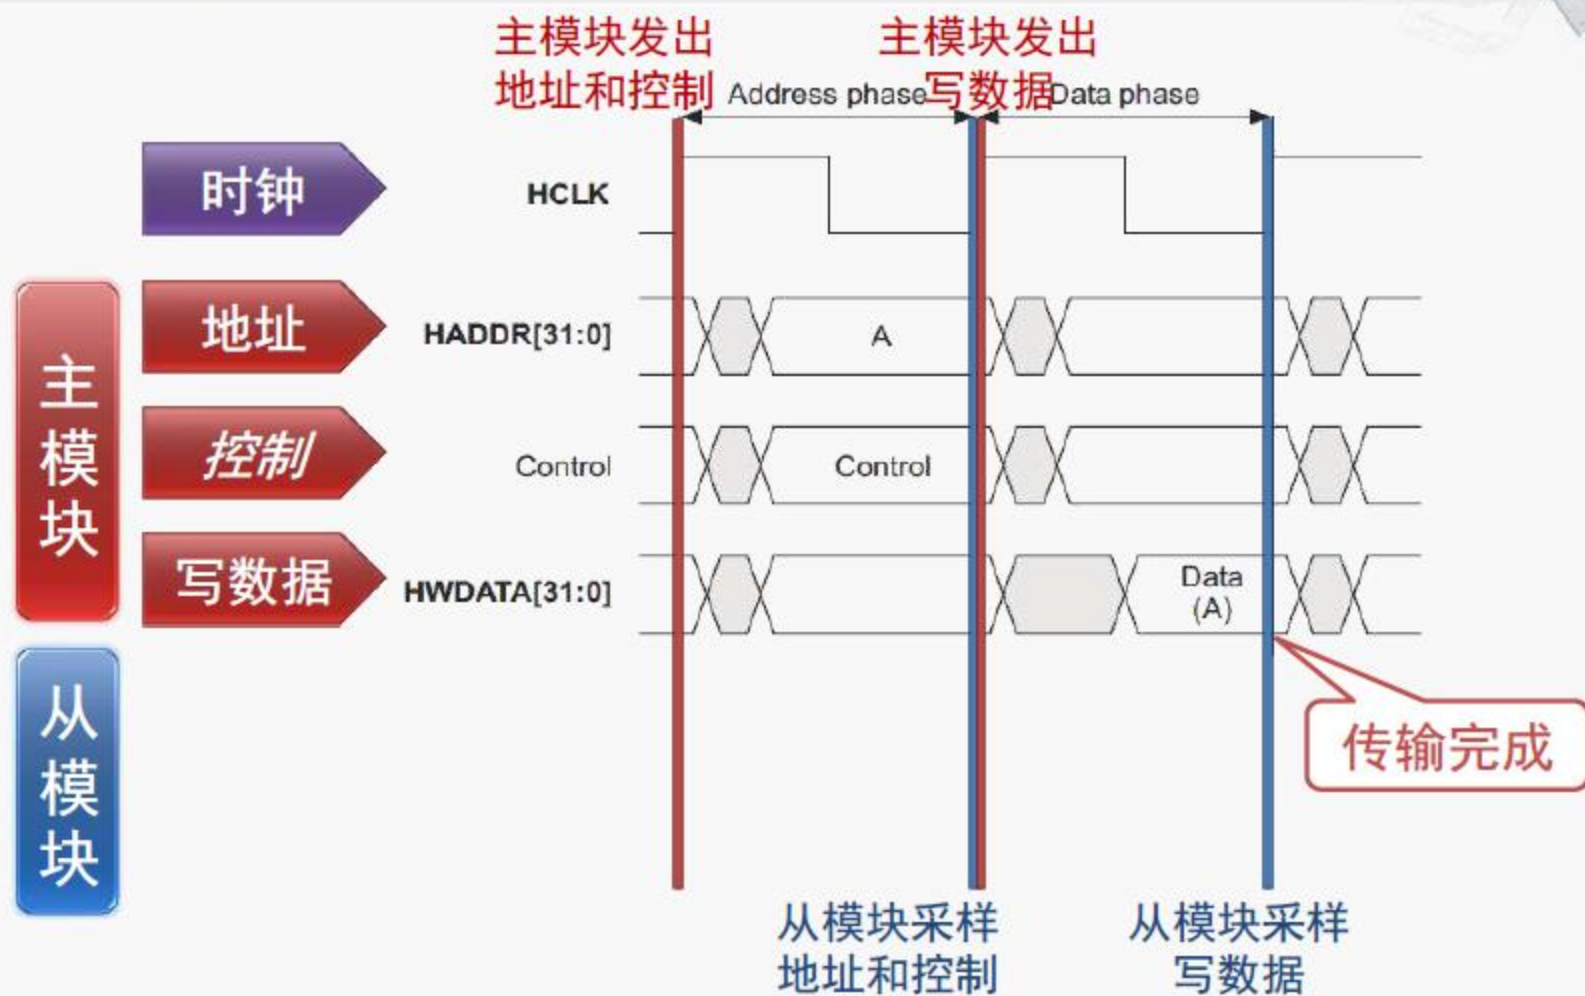 主模块发出
地址和控制
主模块发出
写数据
Address phase
Data phase
时钟
HCLK
主模块
地址
HADDR[31:0]
A
控制
Control
Control
写数据
HWDATA[31:0]
Data
(A)
从模块
传输完成
从模块采样
地址和控制
从模块采样
写数据